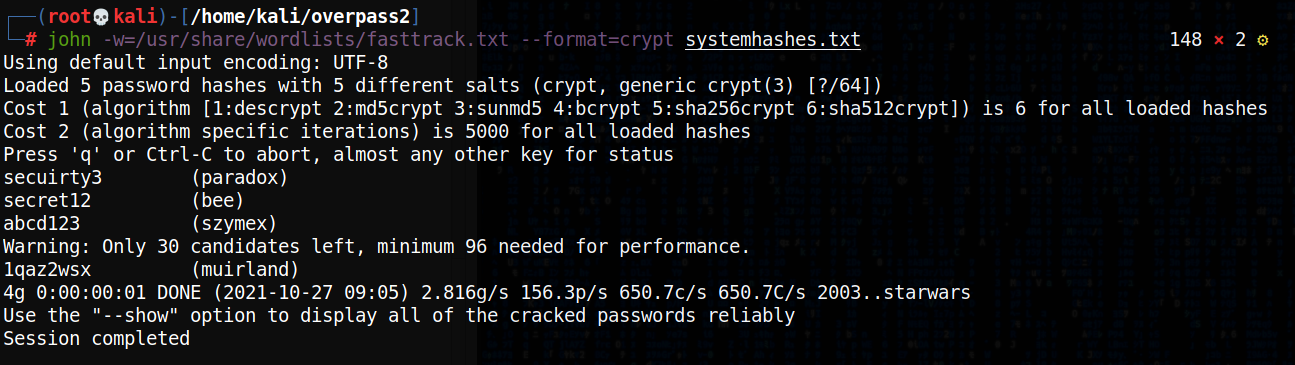 ┌──(root💀kali)-[/home/kali/overpass2]
└─# john -w=/usr/share/wordlists/fasttrack.txt --format=crypt systemhashes.txt 148 ⨯ 2 ⚙
Using default input encoding: UTF-8
Loaded 5 password hashes with 5 different salts (crypt, generic crypt(3) [?/64])
Cost 1 (algorithm [1:descrypt 2:md5crypt 3:sunmd5 4:bcrypt 5:sha256crypt 6:sha512crypt]) is 6 for all loaded hashes
Cost 2 (algorithm specific iterations) is 5000 for all loaded hashes
Press 'q' or Ctrl-C to abort, almost any other key for status
secuirty3 (paradox)
secret12 (bee)
abcd123 (szymex)
Warning: Only 30 candidates left, minimum 96 needed for performance.
1qaz2wsx (muirland)
4g 0:00:00:01 DONE (2021-10-27 09:05) 2.816g/s 156.3p/s 650.7c/s 650.7C/s 2003..starwars
Use the "--show" option to display all of the cracked passwords reliably
Session completed